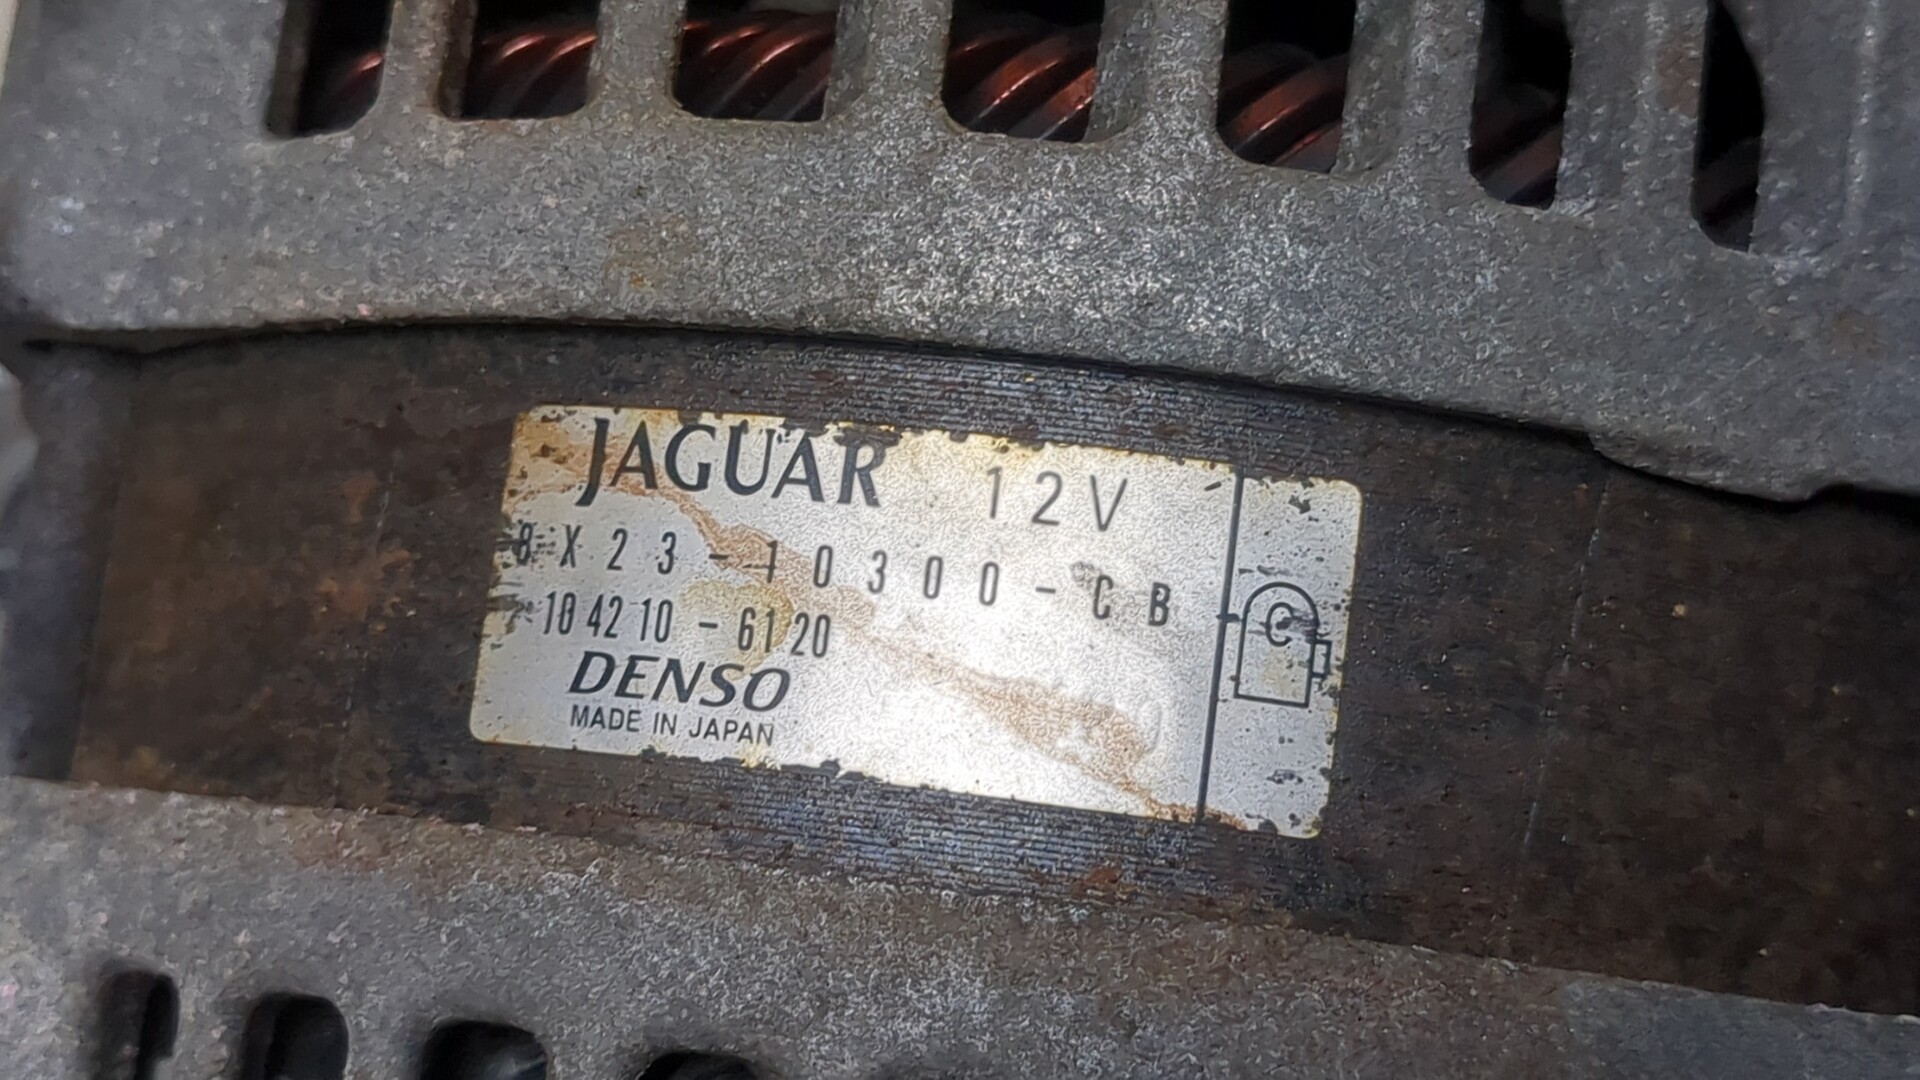 JAGUAR 12V
8X23-10300-CB
104210-6120
DENSO
MADE IN JAPAN
C